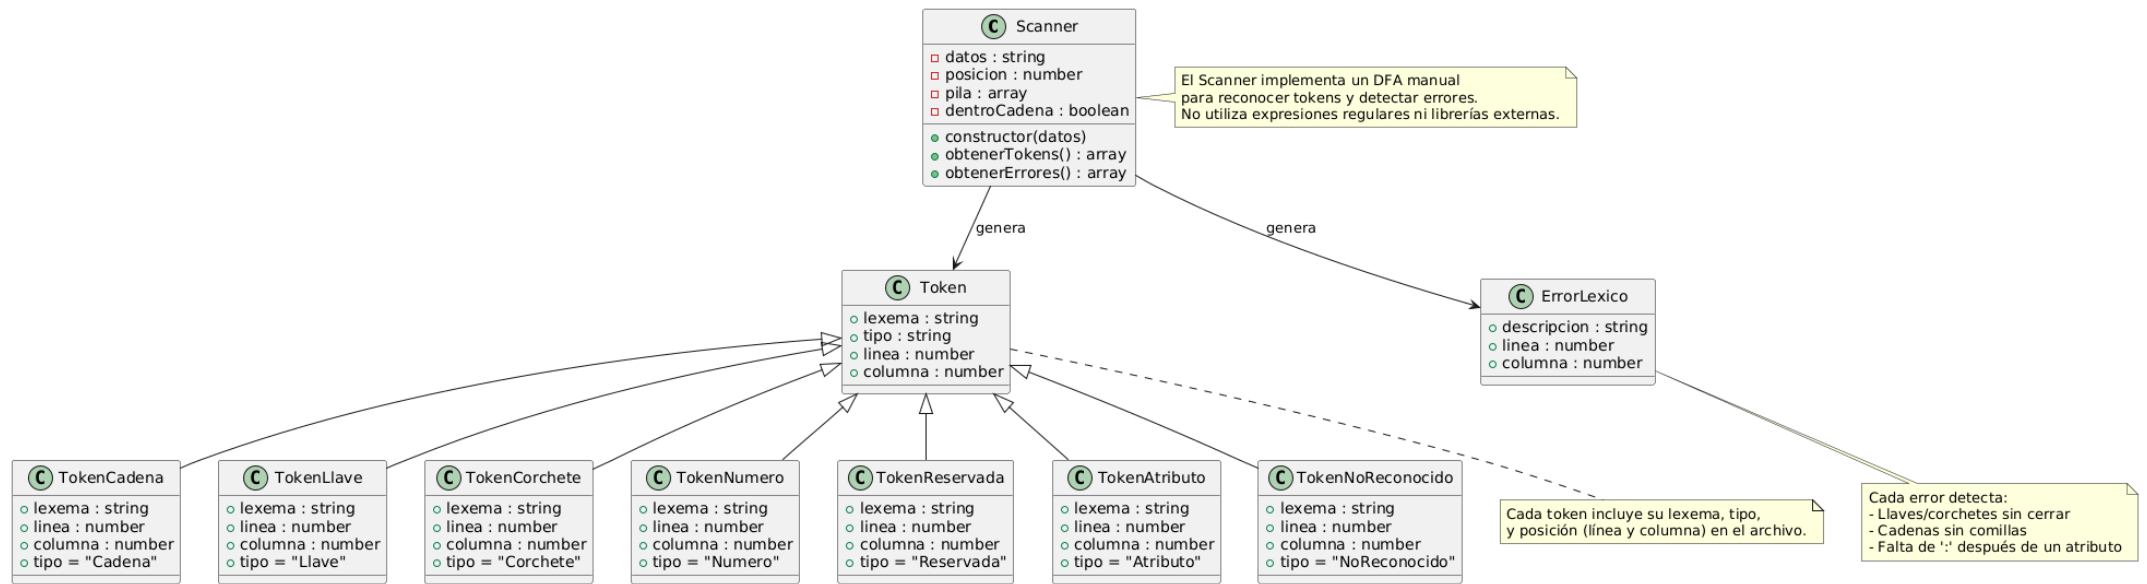 C Scanner
datos : string
posicion : number
pila : array
dentroCadena : boolean
constructor(datos)
obtenerTokens() : array
obtenerErrores() : array
El Scanner implementa un DFA manual
para reconocer tokens y detectar errores.
No utiliza expresiones regulares ni librerías externas.
genera
genera
C Token
lexema : string
tipo : string
linea : number
columna : number
C ErrorLexico
descripcion : string
linea : number
columna : number
C TokenCadena
lexema : string
linea : number
columna : number
tipo = "Cadena"
C TokenLlave
lexema : string
linea : number
columna : number
tipo = "Llave"
C TokenCorchete
lexema : string
linea : number
columna : number
tipo = "Corchete"
C TokenNumero
lexema : string
linea : number
columna : number
tipo = "Numero"
C TokenReservada
lexema : string
linea : number
columna : number
tipo = "Reservada"
C TokenAtributo
lexema : string
linea : number
columna : number
tipo = "Atributo"
C TokenNoReconocido
lexema : string
linea : number
columna : number
tipo = "NoReconocido"
Cada token incluye su lexema, tipo,
y posición (línea y columna) en el archivo.
Cada error detecta:
- Llaves/corchetes sin cerrar
- Cadenas sin comillas
- Falta de ':' después de un atributo